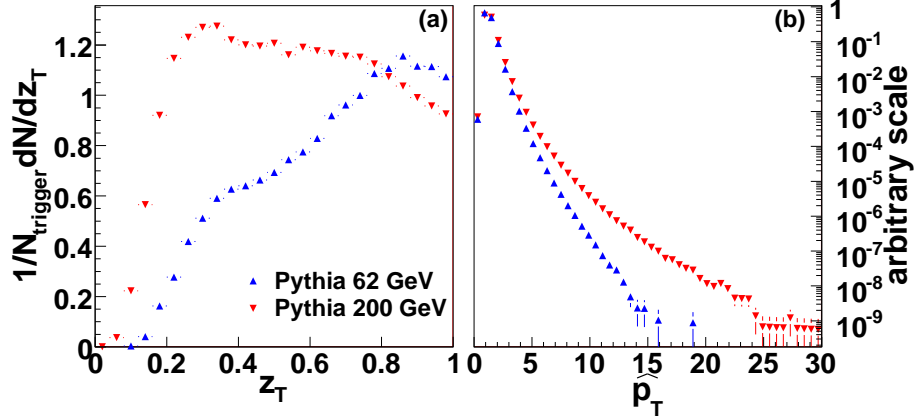 (a)
(b)
1/N_trigger dN/dz_T
1.2
1
0.8
0.6
0.4
0.2
0
Pythia 62 GeV
Pythia 200 GeV
0 0.2 0.4 0.6 0.8 1
z_T
1
10^-1
10^-2
10^-3
10^-4
10^-5
10^-6
10^-7
10^-8
10^-9
arbitrary scale
0 5 10 15 20 25 30
\widehat{p}_T